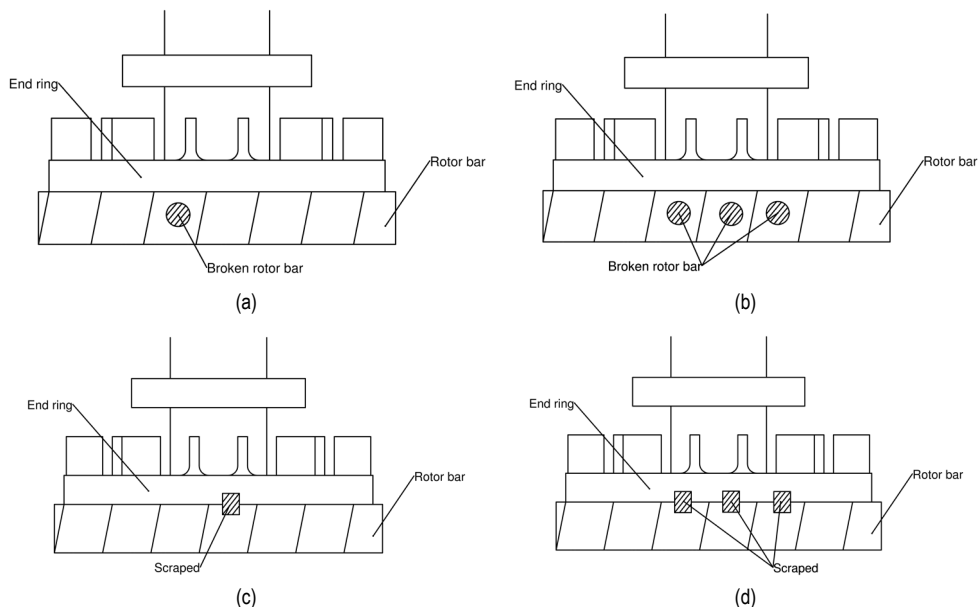 End ring
Rotor bar
Broken rotor bar
(a)
End ring
Rotor bar
Broken rotor bar
(b)
End ring
Rotor bar
Scraped
(c)
End ring
Rotor bar
Scraped
(d)